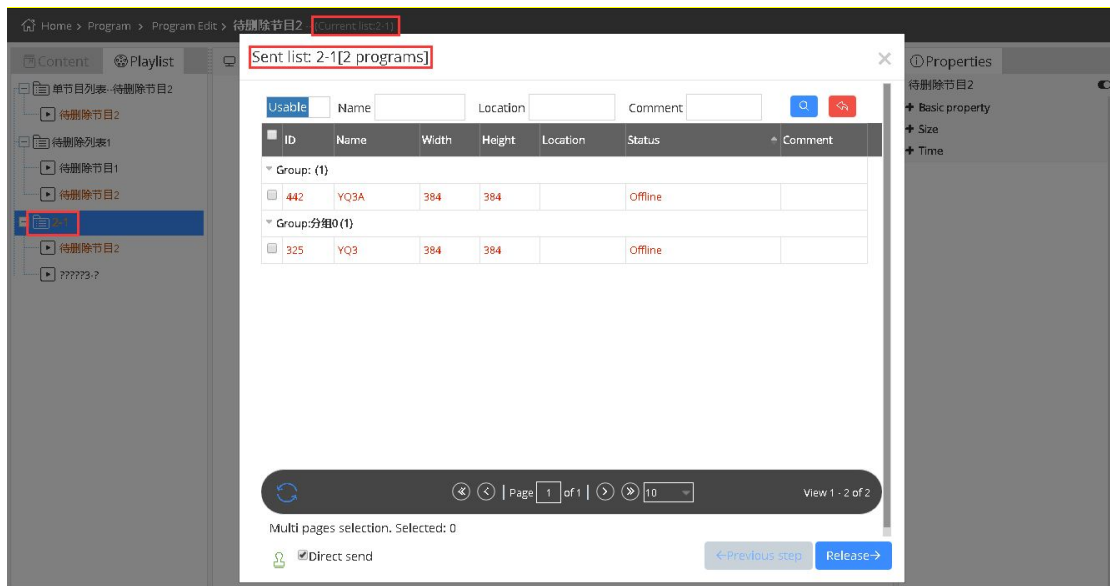 Home > Program > Program Edit > 待删除节目2 - (Current list:2-1)
Content Playlist
单节目列表--待删除节目2
待删除节目2
待删除列表1
待删除节目1
待删除节目2
2-1
待删除节目2
?????3-?
Sent list: 2-1[2 programs]
Usable Name Location Comment
ID Name Width Height Location Status Comment
Group: (1)
442 YQ3A 384 384 Offline
Group:分组0(1)
325 YQ3 384 384 Offline
Page 1 of 1 10 View 1 - 2 of 2
Multi pages selection. Selected: 0
Direct send
←Previous step Release→
Properties
待删除节目2
+ Basic property
+ Size
+ Time